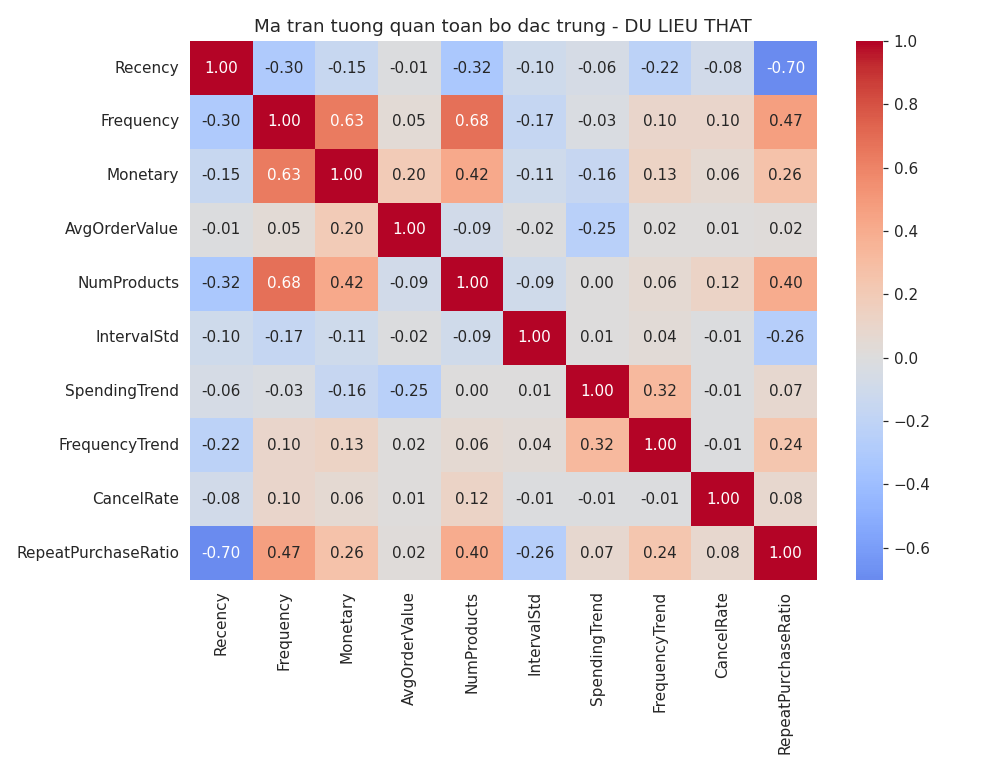 Ma tran tuong quan toan bo dac trung - DU LIEU THAT
Recency 1.00 -0.30 -0.15 -0.01 -0.32 -0.10 -0.06 -0.22 -0.08 -0.70
Frequency -0.30 1.00 0.63 0.05 0.68 -0.17 -0.03 0.10 0.10 0.47
Monetary -0.15 0.63 1.00 0.20 0.42 -0.11 -0.16 0.13 0.06 0.26
AvgOrderValue -0.01 0.05 0.20 1.00 -0.09 -0.02 -0.25 0.02 0.01 0.02
NumProducts -0.32 0.68 0.42 -0.09 1.00 -0.09 0.00 0.06 0.12 0.40
IntervalStd -0.10 -0.17 -0.11 -0.02 -0.09 1.00 0.01 0.04 -0.01 -0.26
SpendingTrend -0.06 -0.03 -0.16 -0.25 0.00 0.01 1.00 0.32 -0.01 0.07
FrequencyTrend -0.22 0.10 0.13 0.02 0.06 0.04 0.32 1.00 -0.01 0.24
CancelRate -0.08 0.10 0.06 0.01 0.12 -0.01 -0.01 -0.01 1.00 0.08
RepeatPurchaseRatio -0.70 0.47 0.26 0.02 0.40 -0.26 0.07 0.24 0.08 1.00
Recency
Frequency
Monetary
AvgOrderValue
NumProducts
IntervalStd
SpendingTrend
FrequencyTrend
CancelRate
RepeatPurchaseRatio
1.0
0.8
0.6
0.4
0.2
0.0
−0.2
−0.4
−0.6